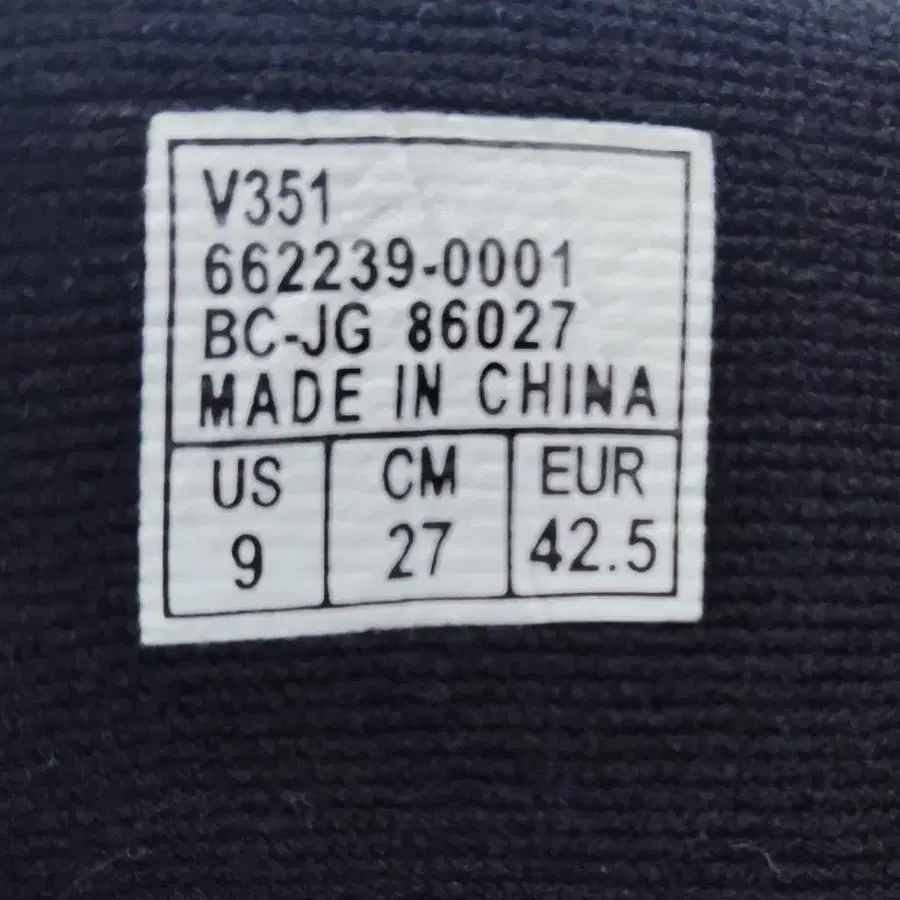 V351
662239-0001
BC-JG 86027
MADE IN CHINA
US CM EUR
9 27 42.5